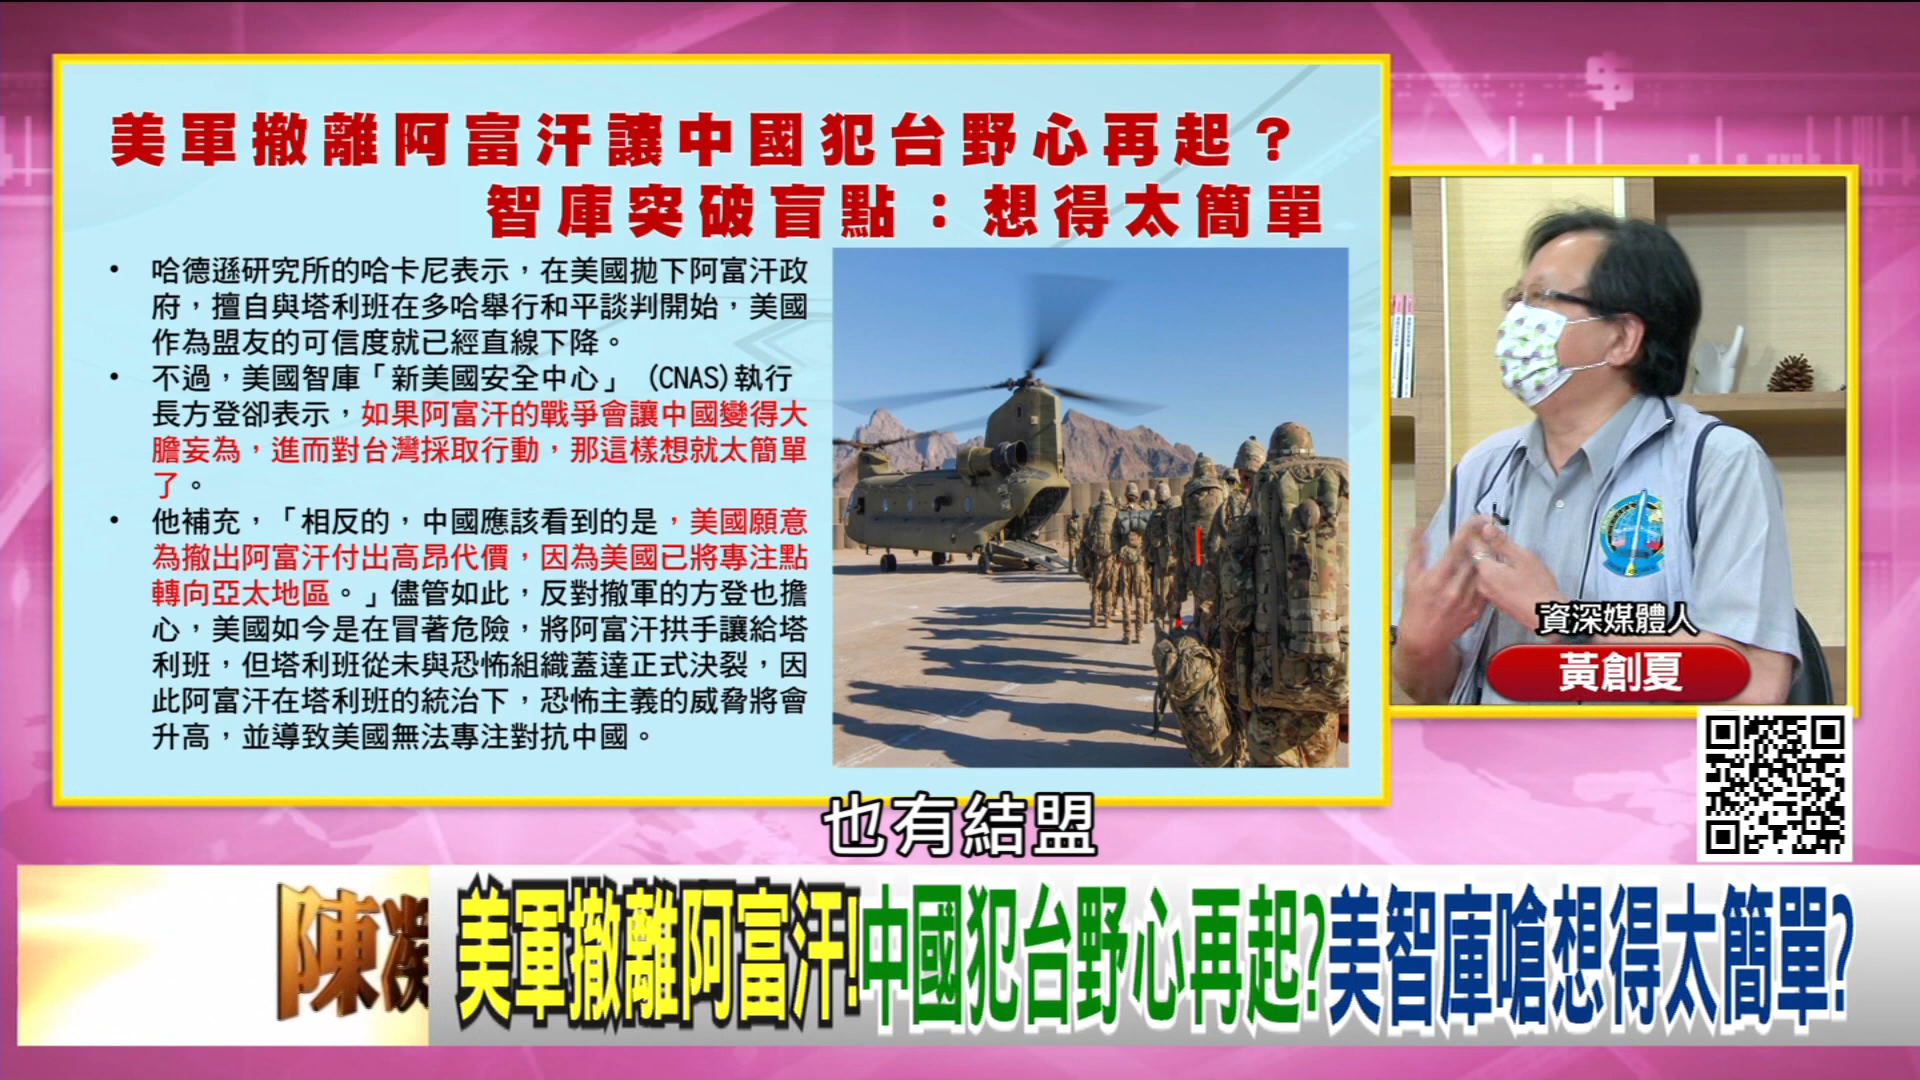 美軍撤離阿富汗讓中國犯台野心再起？
智庫突破盲點：想得太簡單
• 哈德遜研究所的哈卡尼表示，在美國拋下阿富汗政
府，擅自與塔利班在多哈舉行和平談判開始，美國
作為盟友的可信度就已經直線下降。
• 不過，美國智庫「新美國安全中心」 (CNAS)執行
長方登卻表示，如果阿富汗的戰爭會讓中國變得大
膽妄為，進而對台灣採取行動，那這樣想就太簡單
了。
• 他補充，「相反的，中國應該看到的是，美國願意
為撤出阿富汗付出高昂代價，因為美國已將專注點
轉向亞太地區。」儘管如此，反對撤軍的方登也擔
心，美國如今是在冒著危險，將阿富汗拱手讓給塔
利班，但塔利班從未與恐怖組織蓋達正式決裂，因
此阿富汗在塔利班的統治下，恐怖主義的威脅將會
升高，並導致美國無法專注對抗中國。
資深媒體人
黃創夏
也有結盟
陳凝
美軍撤離阿富汗!中國犯台野心再起?美智庫嗆想得太簡單?